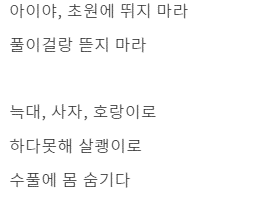 아이야, 초원에 뛰지 마라
풀이걸랑 뜯지 마라
늑대, 사자, 호랑이로
하다못해 살쾡이로
수풀에 몸 숨기다